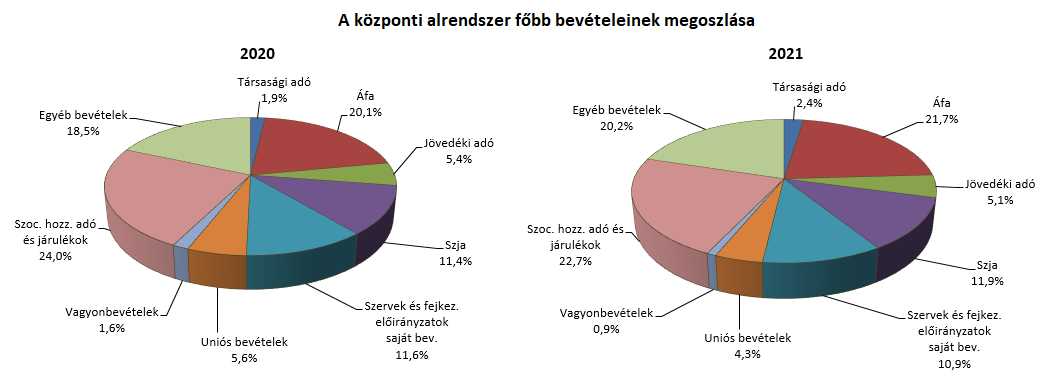 A központi alrendszer főbb bevételeinek megoszlása
2020
Társasági adó
1,9%
Áfa
20,1%
Jövedéki adó
5,4%
Szja
11,4%
Szervek és fejkez.
előirányzatok
saját bev.
11,6%
Uniós bevételek
5,6%
Vagyonbevételek
1,6%
Szoc. hozz. adó
és járulékok
24,0%
Egyéb bevételek
18,5%
2021
Társasági adó
2,4%
Áfa
21,7%
Jövedéki adó
5,1%
Szja
11,9%
Szervek és fejkez.
előirányzatok
saját bev.
10,9%
Uniós bevételek
4,3%
Vagyonbevételek
0,9%
Szoc. hozz. adó és
járulékok
22,7%
Egyéb bevételek
20,2%